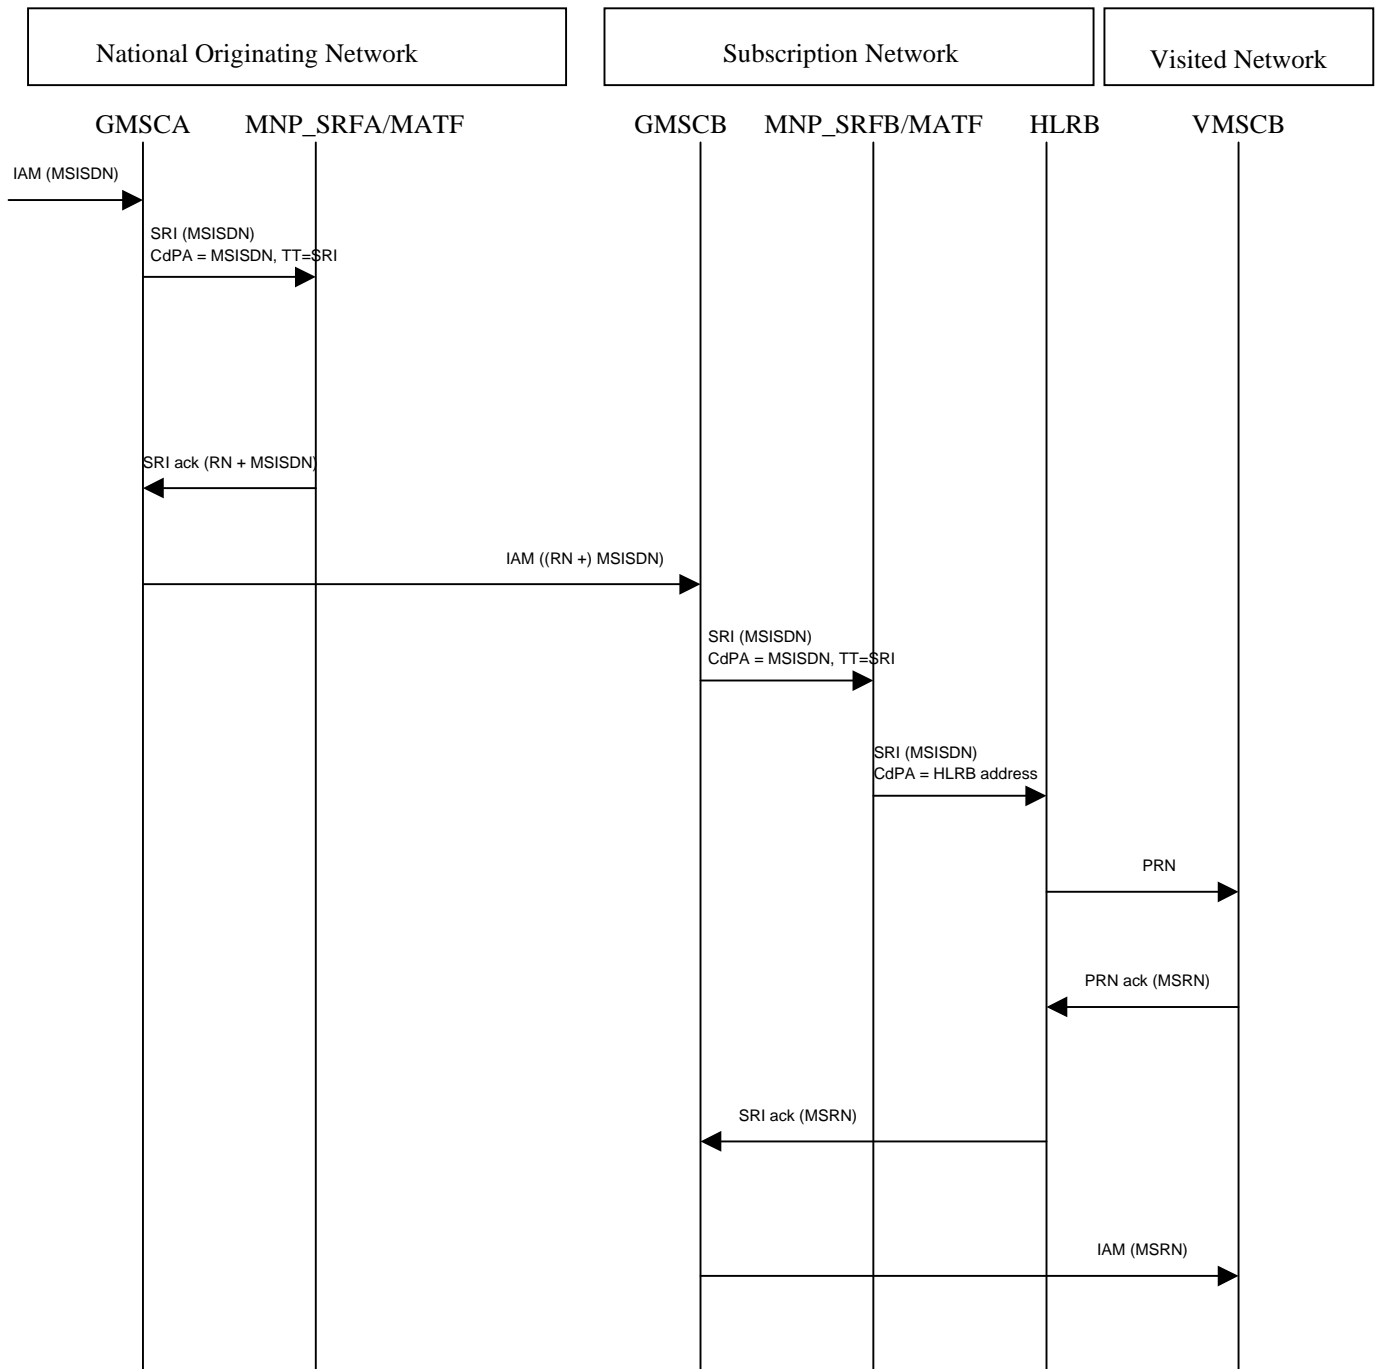 National Originating Network
Subscription Network
Visited Network
GMSCA
MNP_SRFA/MATF
GMSCB
MNP_SRFB/MATF
HLRB
VMSCB
IAM (MSISDN)
SRI (MSISDN)
CdPA = MSISDN, TT=SRI
SRI ack (RN + MSISDN)
IAM ((RN +) MSISDN)
SRI (MSISDN)
CdPA = MSISDN, TT=SRI
SRI (MSISDN)
CdPA = HLRB address
PRN
PRN ack (MSRN)
SRI ack (MSRN)
IAM (MSRN)